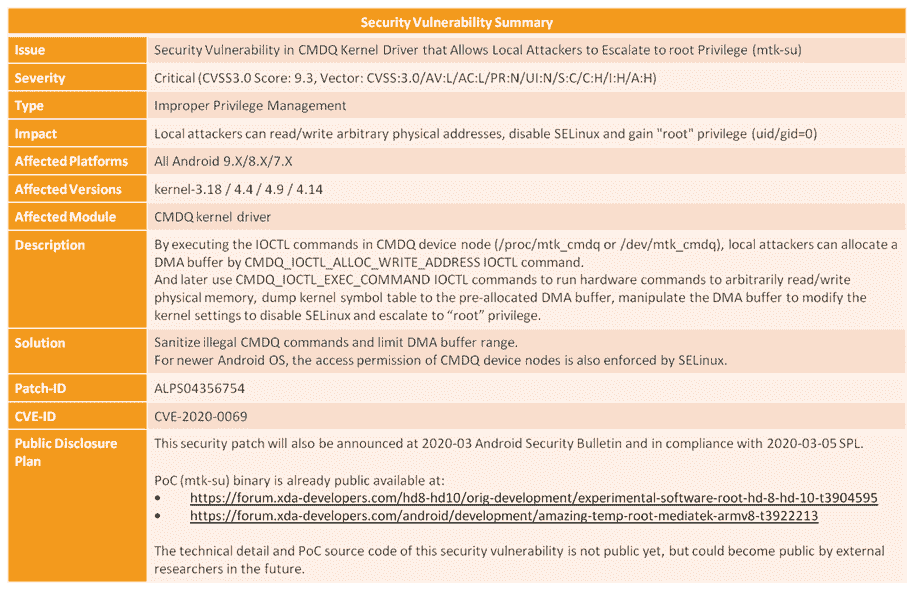 Security Vulnerability Summary
Issue
Security Vulnerability in CMDQ Kernel Driver that Allows Local Attackers to Escalate to root Privilege (mtk-su)
Severity
Critical (CVSS3.0 Score: 9.3, Vector: CVSS:3.0/AV:L/AC:L/PR:N/UI:N/S:C/C:H/I:H/A:H)
Type
Improper Privilege Management
Impact
Local attackers can read/write arbitrary physical addresses, disable SELinux and gain "root" privilege (uid/gid=0)
Affected Platforms
All Android 9.X/8.X/7.X
Affected Versions
kernel-3.18 / 4.4 / 4.9 / 4.14
Affected Module
CMDQ kernel driver
Description
By executing the IOCTL commands in CMDQ device node (/proc/mtk_cmdq or /dev/mtk_cmdq), local attackers can allocate a
DMA buffer by CMDQ_IOCTL_ALLOC_WRITE_ADDRESS IOCTL command.
And later use CMDQ_IOCTL_EXEC_COMMAND IOCTL commands to run hardware commands to arbitrarily read/write
physical memory, dump kernel symbol table to the pre-allocated DMA buffer, manipulate the DMA buffer to modify the
kernel settings to disable SELinux and escalate to “root” privilege.
Solution
Sanitize illegal CMDQ commands and limit DMA buffer range.
For newer Android OS, the access permission of CMDQ device nodes is also enforced by SELinux.
Patch-ID
ALPS04356754
CVE-ID
CVE-2020-0069
Public Disclosure
Plan
This security patch will also be announced at 2020-03 Android Security Bulletin and in compliance with 2020-03-05 SPL.
PoC (mtk-su) binary is already public available at:
• https://forum.xda-developers.com/hd8-hd10/orig-development/experimental-software-root-hd-8-hd-10-t3904595
• https://forum.xda-developers.com/android/development/amazing-temp-root-mediatek-armv8-t3922213
The technical detail and PoC source code of this security vulnerability is not public yet, but could become public by external
researchers in the future.